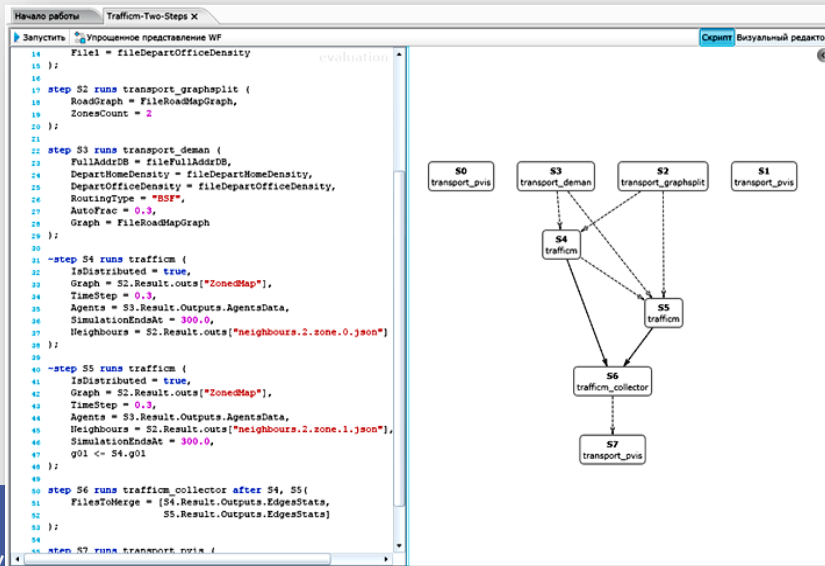 Начало работы Trafficm-Two-Steps x
Запустить Упрощенное представление WF Скрипт Визуальный редакто
evaluation
14 File1 = fileDepartOfficeDensity
15 );
16
17 step S2 runs transport_graphsplit (
18 RoadGraph = FileRoadMapGraph,
19 ZonesCount = 2
20 );
21
22 step S3 runs transport_deman (
23 FullAddrDB = fileFullAddrDB,
24 DepartHomeDensity = fileDepartHomeDensity,
25 DepartOfficeDensity = fileDepartOfficeDensity,
26 RoutingType = "BSF",
27 AutoFrac = 0.3,
28 Graph = FileRoadMapGraph
29 );
30
31 ~step S4 runs trafficm (
32 IsDistributed = true,
33 Graph = S2.Result.outs["ZonedMap"],
34 TimeStep = 0.3,
35 Agents = S3.Result.Outputs.AgentsData,
36 SimulationEndsAt = 300.0,
37 Neighbours = S2.Result.outs["neighbours.2.zone.0.json"]
38 );
39
40 ~step S5 runs trafficm (
41 IsDistributed = true,
42 Graph = S2.Result.outs["ZonedMap"],
43 TimeStep = 0.3,
44 Agents = S3.Result.Outputs.AgentsData,
45 Neighbours = S2.Result.outs["neighbours.2.zone.1.json"],
46 SimulationEndsAt = 300.0,
47 g01 <- S4.g01
48 );
49
50 step S6 runs trafficm_collector after S4, S5(
51 FilesToMerge = [S4.Result.Outputs.EdgesStats,
52 S5.Result.Outputs.EdgesStats]
53 );
54
55 step S7 runs transport_pvis (
S0
transport_pvis
S3
transport_deman
S2
transport_graphsplit
S1
transport_pvis
S4
trafficm
S5
trafficm
S6
trafficm_collector
S7
transport_pvis